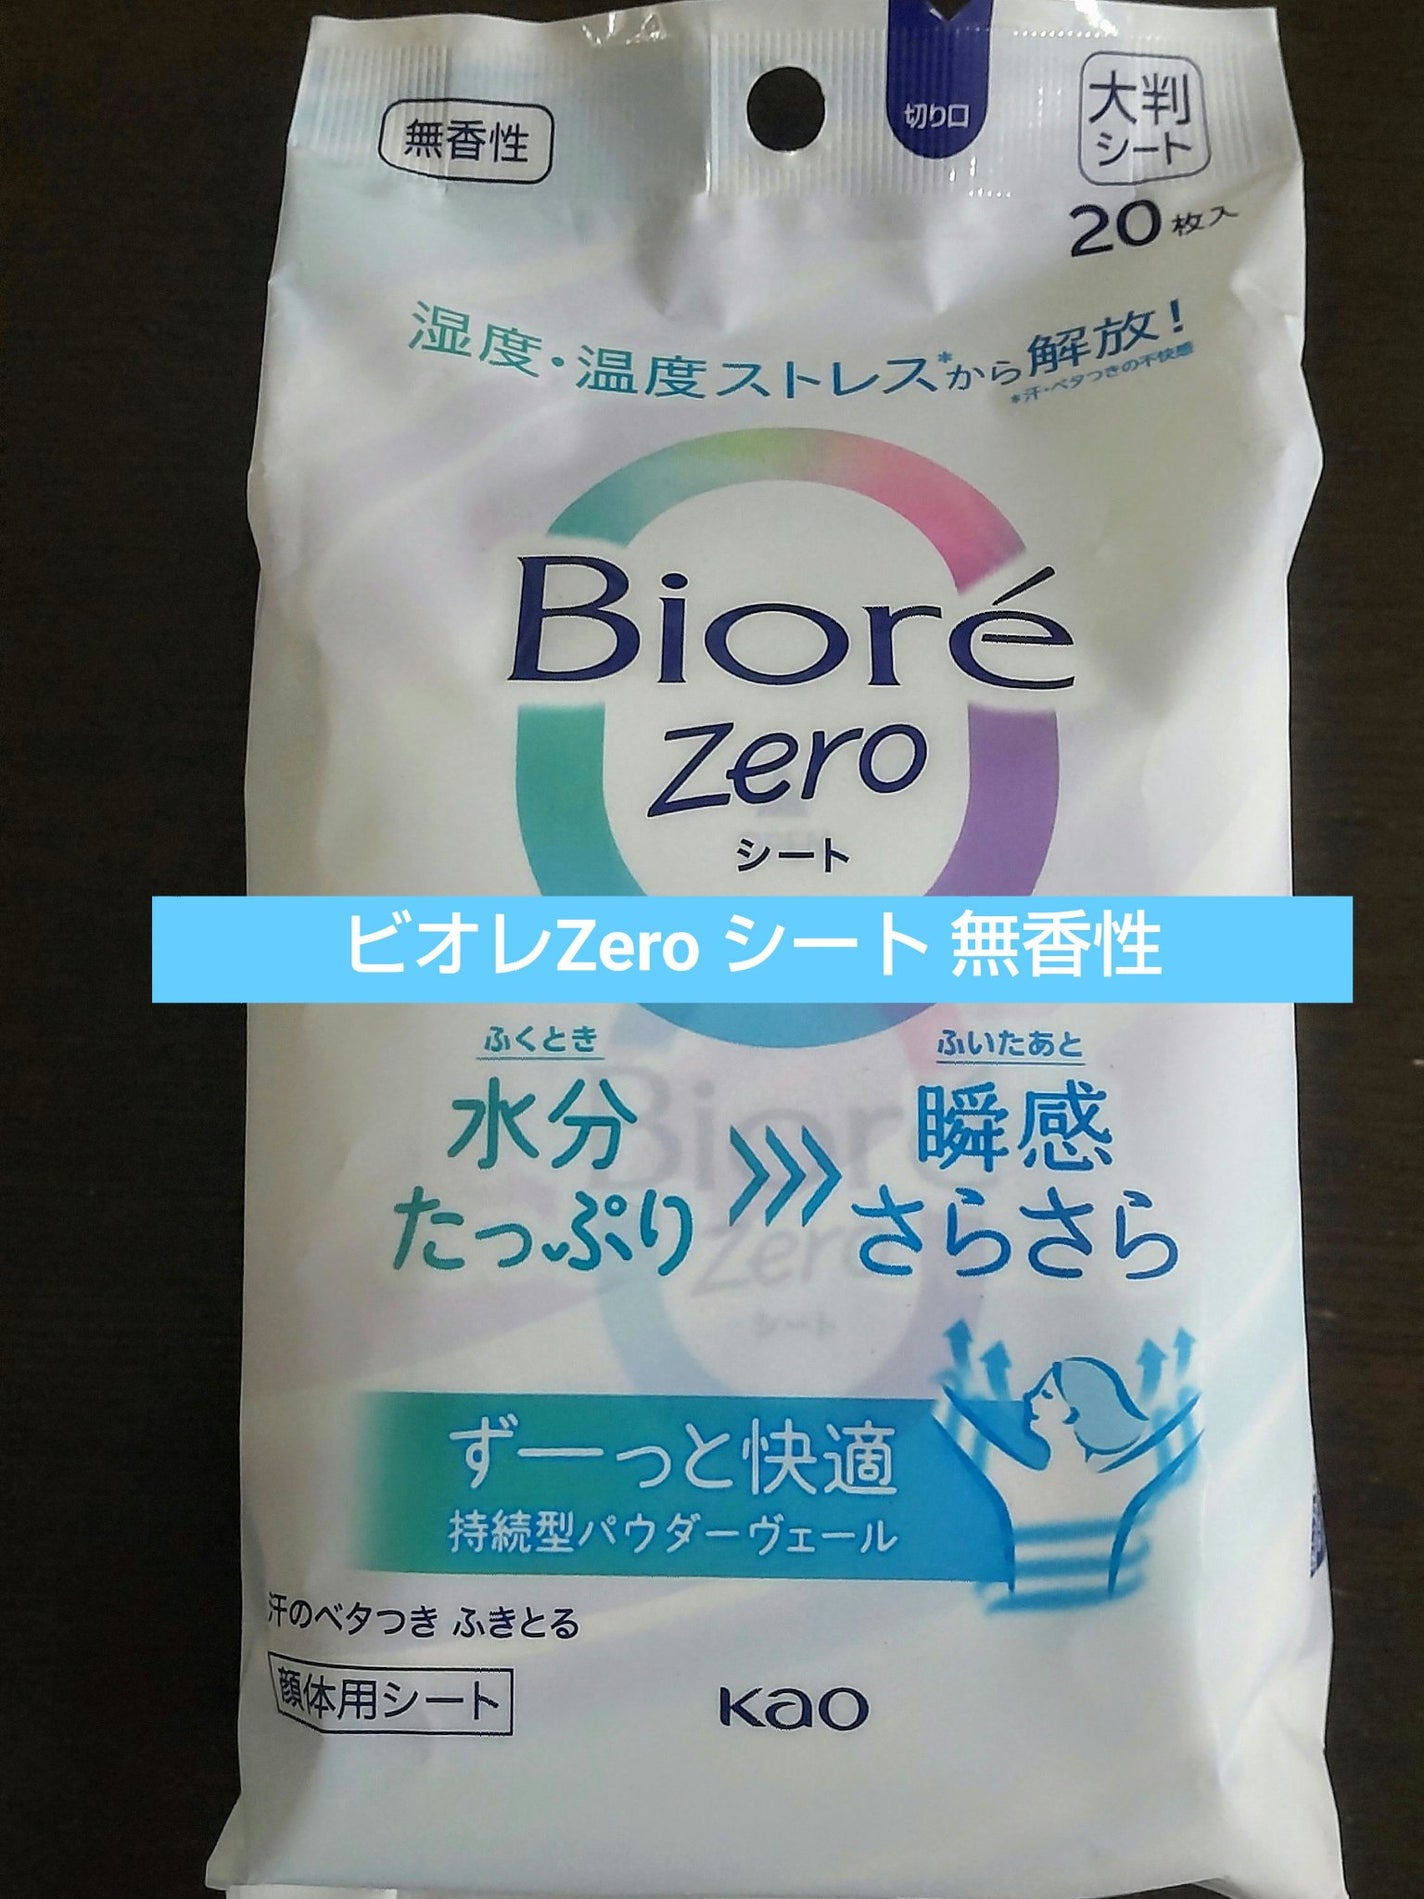 無香性
切り口
大判
シート
20枚入
湿度・温度ストレス*から解放!
*汗・ベタつきの不快感
Bioré
zero
シート
ビオレZero シート 無香性
ふくとき
水分
たっぷり
ふいたあと
瞬感
さらさら
ずーっと快適
持続型パウダーヴェール
汗のベタつき ふきとる
顔体用シート
Kao